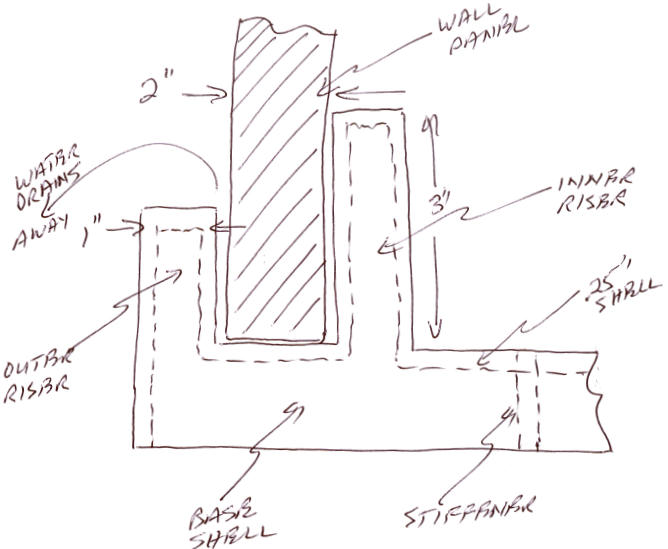 WALL
PANEL
2"
WATER
DRAINS
AWAY
1"
3"
INNER
RISER
.25"
SHELL
OUTER
RISER
BASE
SHELL
STIFFENER